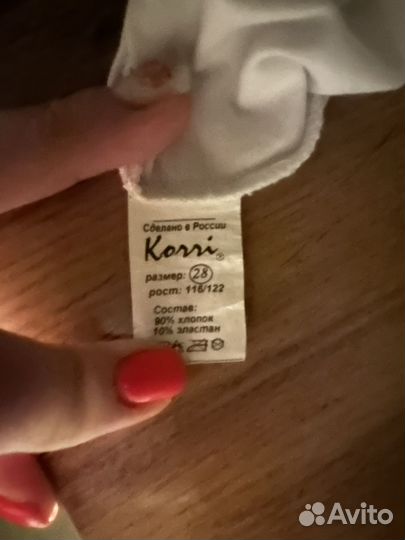 Сделано в России
Korri®
размер: 28
рост: 116/122
Состав:
90% хлопок
10% эластан
Avito